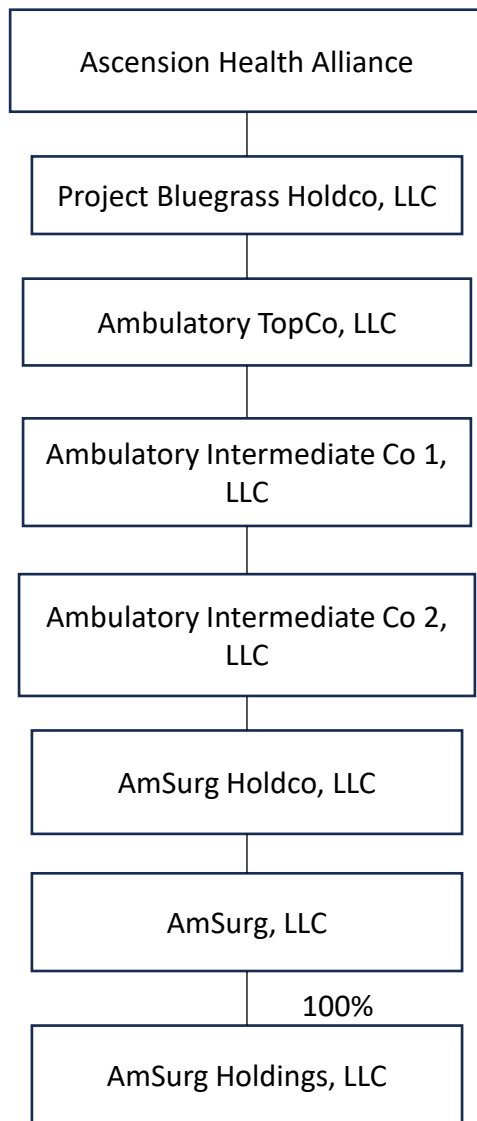 Ascension Health Alliance
Project Bluegrass Holdco, LLC
Ambulatory TopCo, LLC
Ambulatory Intermediate Co 1,
LLC
Ambulatory Intermediate Co 2,
LLC
AmSurg Holdco, LLC
AmSurg, LLC
100%
AmSurg Holdings, LLC